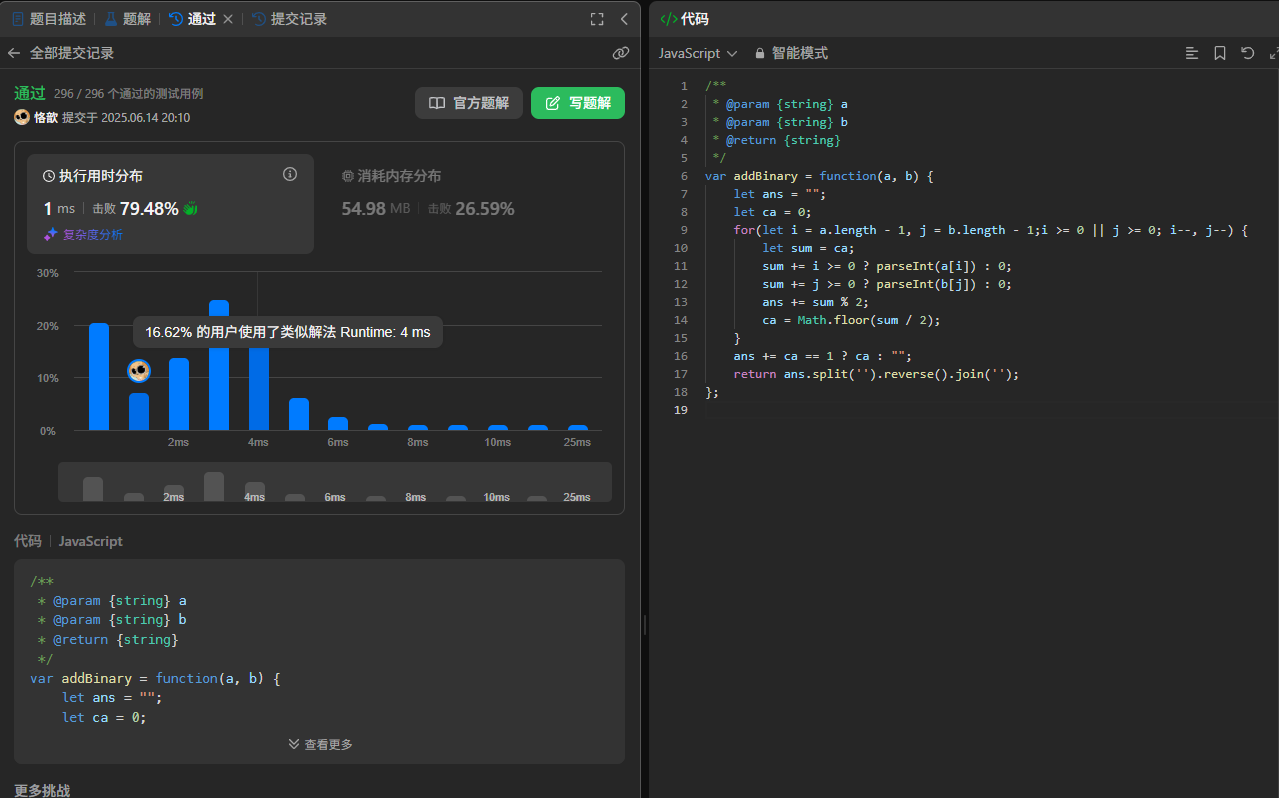 题目描述 题解 通过 提交记录
全部提交记录
通过 296 / 296 个通过的测试用例
恪歆 提交于 2025.06.14 20:10
官方题解 写题解
执行用时分布
1 ms 击败 79.48%
复杂度分析
消耗内存分布
54.98 MB 击败 26.59%
30%
20%
10%
0%
16.62% 的用户使用了类似解法 Runtime: 4 ms
2ms 4ms 6ms 8ms 10ms 25ms
2ms 4ms 6ms 8ms 10ms 25ms
代码 JavaScript
/**
 * @param {string} a
 * @param {string} b
 * @return {string}
 */
var addBinary = function(a, b) {
    let ans = "";
    let ca = 0;
查看更多
更多挑战
</> 代码
JavaScript 智能模式
1 /**
2  * @param {string} a
3  * @param {string} b
4  * @return {string}
5  */
6 var addBinary = function(a, b) {
7     let ans = "";
8     let ca = 0;
9     for(let i = a.length - 1, j = b.length - 1;i >= 0 || j >= 0; i--, j--) {
10         let sum = ca;
11         sum += i >= 0 ? parseInt(a[i]) : 0;
12         sum += j >= 0 ? parseInt(b[j]) : 0;
13         ans += sum % 2;
14         ca = Math.floor(sum / 2);
15     }
16     ans += ca == 1 ? ca : "";
17     return ans.split('').reverse().join('');
18 };
19